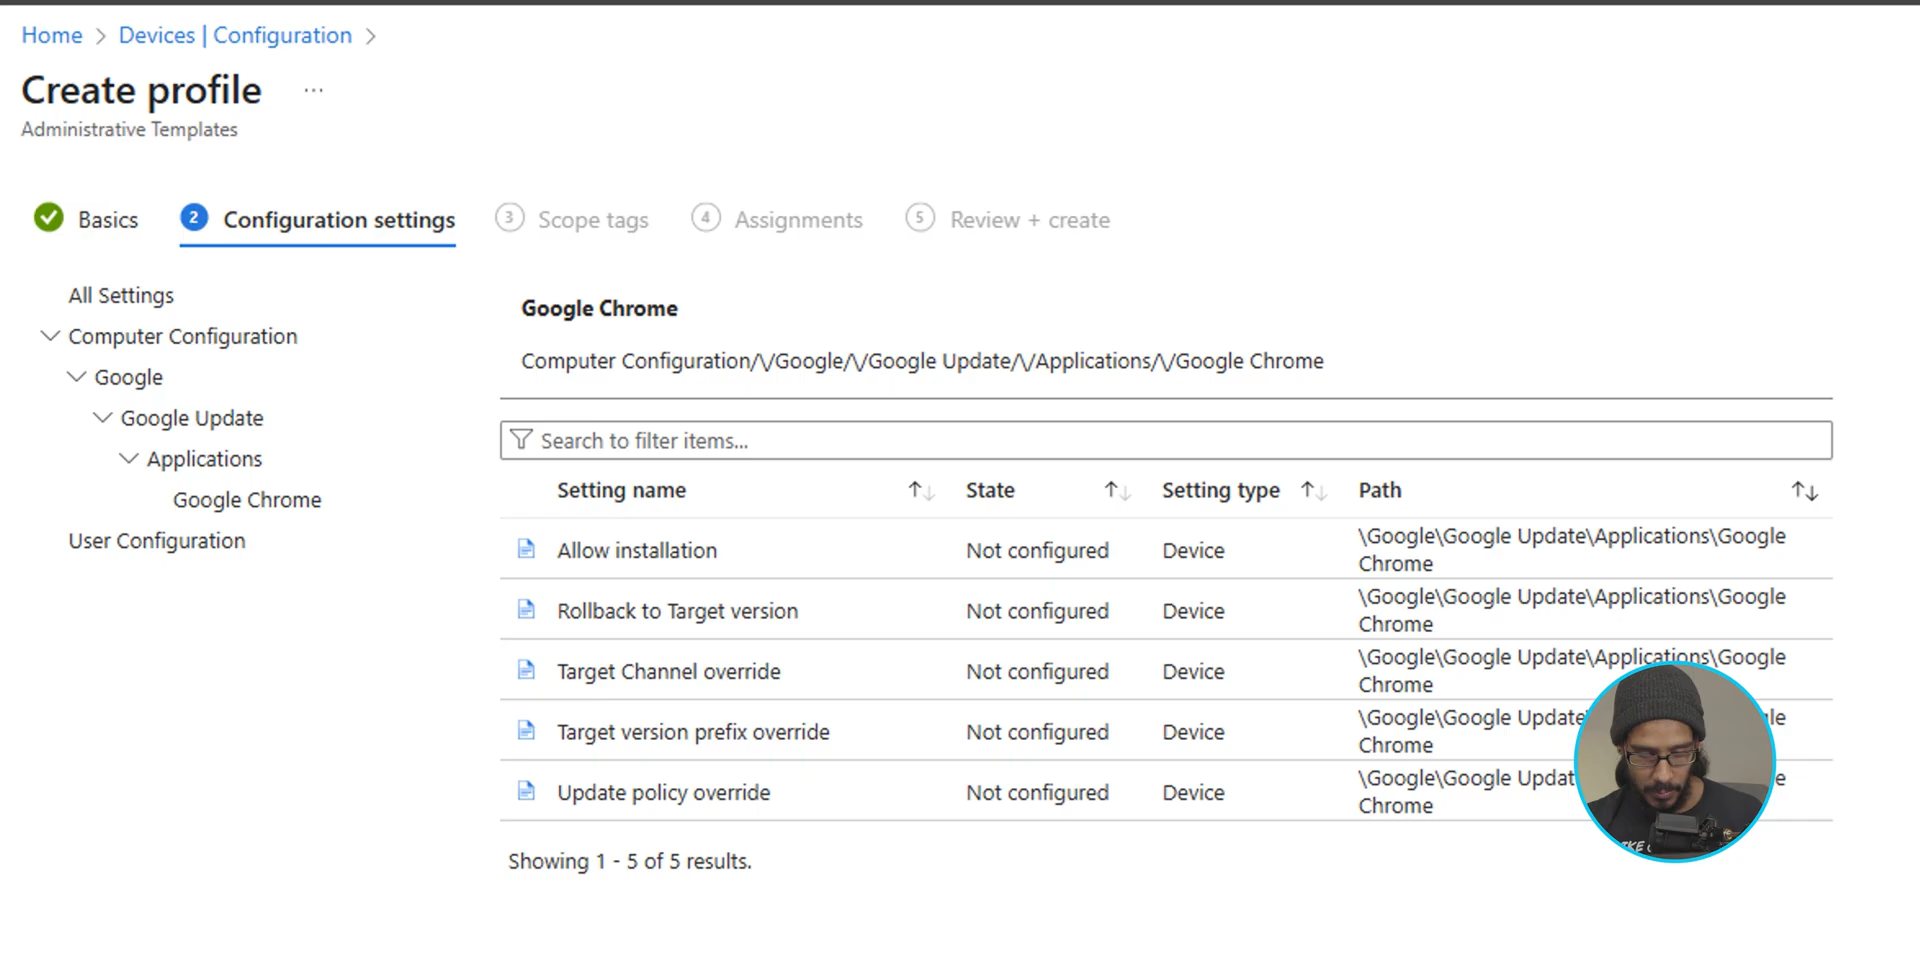 Home > Devices | Configuration >
Create profile ...
Administrative Templates
Basics 2 Configuration settings 3 Scope tags 4 Assignments 5 Review + create
All Settings
Computer Configuration
Google
Google Update
Applications
Google Chrome
User Configuration
Google Chrome
Computer Configuration/\/Google/\/Google Update/\/Applications/\/Google Chrome
Search to filter items...
Setting name State Setting type Path
Allow installation Not configured Device \Google\Google Update\Applications\Google
Chrome
Rollback to Target version Not configured Device \Google\Google Update\Applications\Google
Chrome
Target Channel override Not configured Device \Google\Google Update\Applications\Google
Chrome
Target version prefix override Not configured Device \Google\Google Update
Chrome
Update policy override Not configured Device \Google\Google
Chrome
Showing 1 - 5 of 5 results.